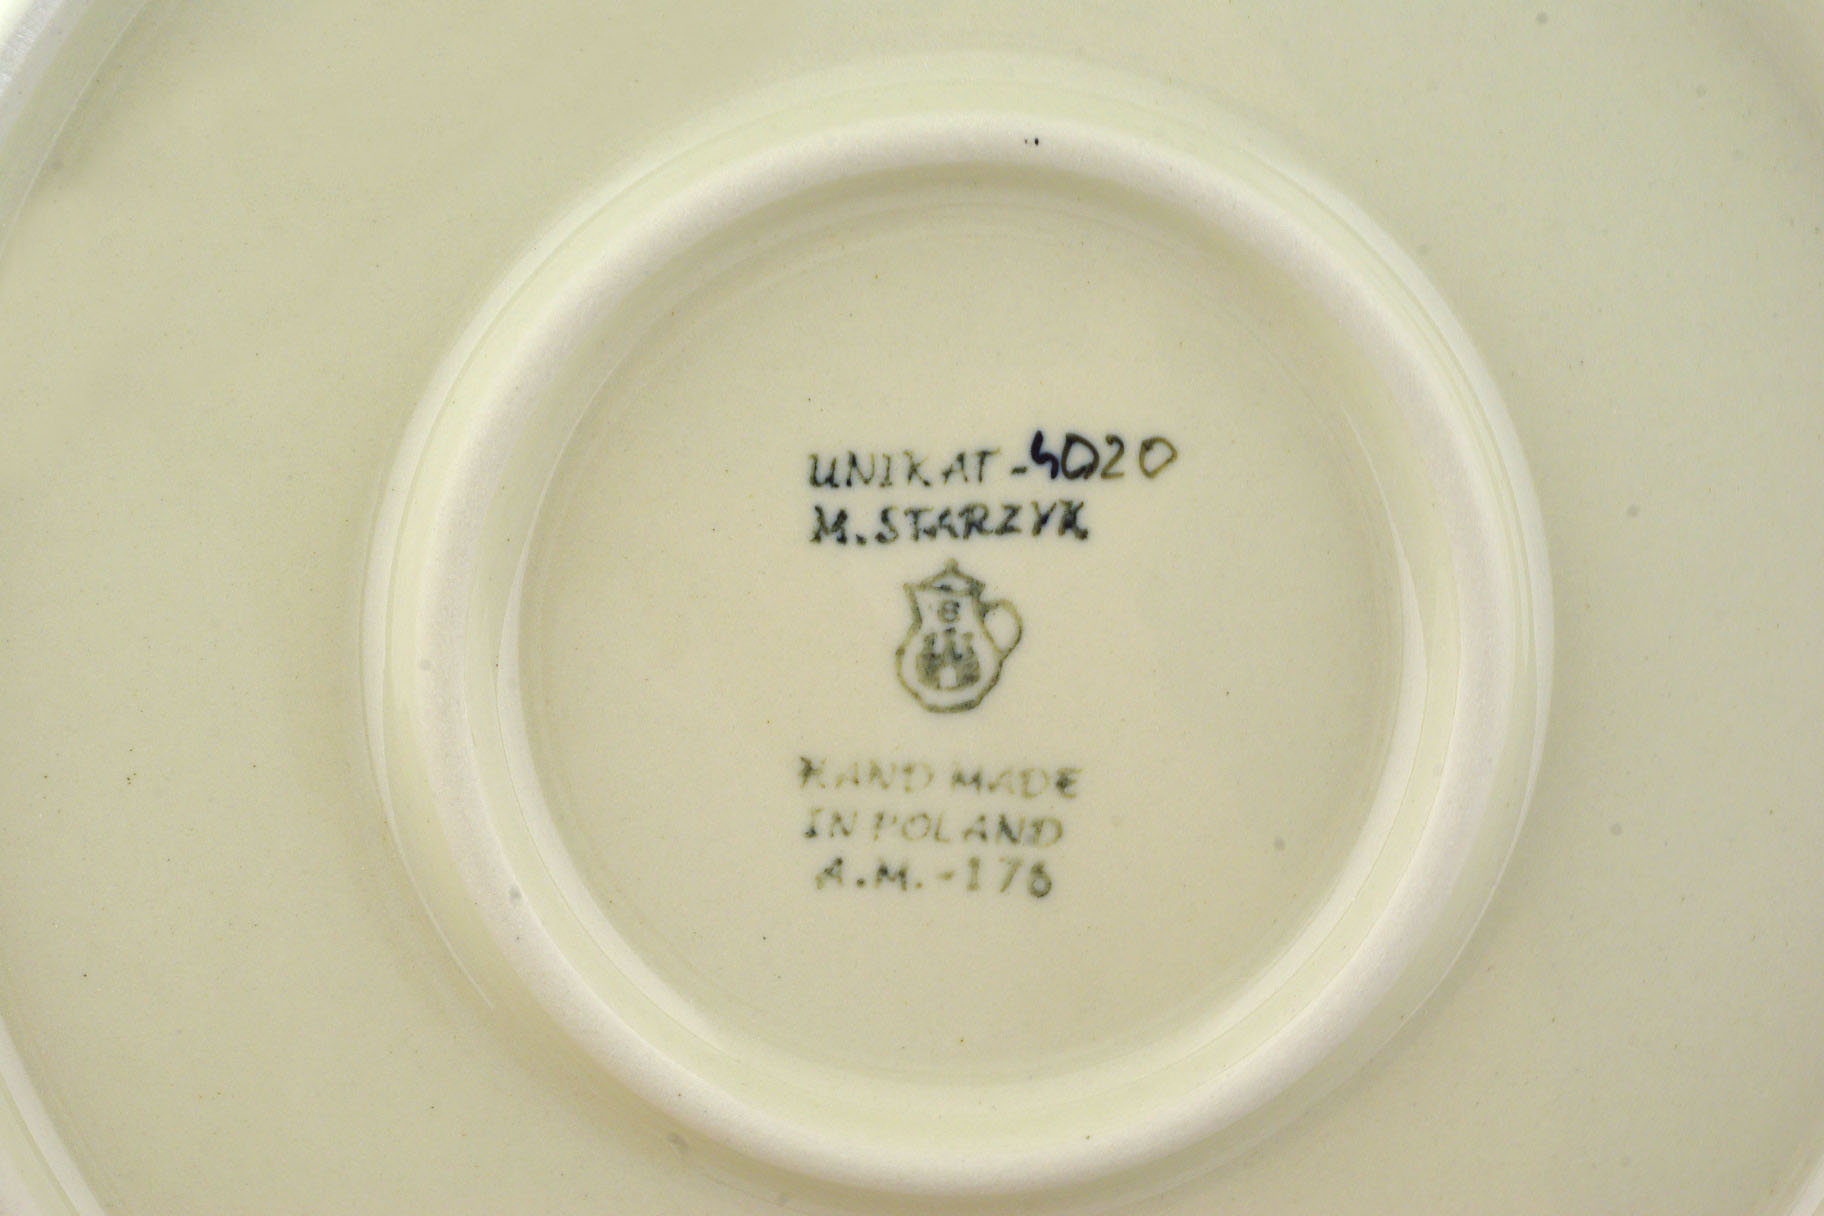 UNIKAT-4020
M.STARZYK
B
HAND MADE
IN POLAND
A.M.-176